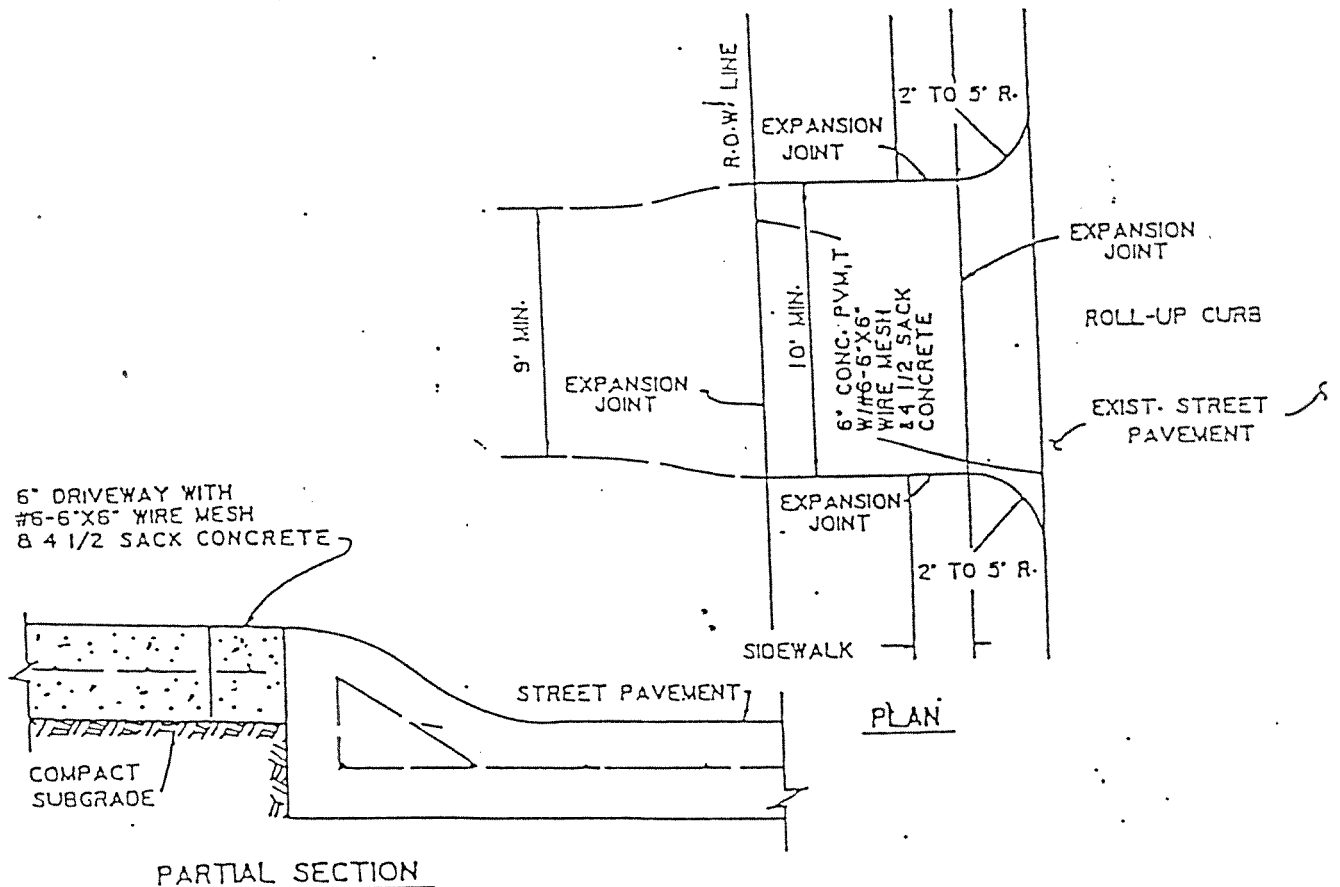 R.O.W. LINE
2' TO 5' R.
EXPANSION
JOINT
EXPANSION
JOINT
9' MIN.
10' MIN.
6" CONC. PVM,T
W/#6-6"X6"
WIRE MESH
& 4 1/2 SACK
CONCRETE
ROLL-UP CURB
EXPANSION
JOINT
EXIST. STREET
PAVEMENT
6" DRIVEWAY WITH
#6-6"X6" WIRE MESH
& 4 1/2 SACK CONCRETE
EXPANSION
JOINT
2' TO 5' R.
SIDEWALK
STREET PAVEMENT
PLAN
COMPACT
SUBGRADE
PARTIAL SECTION